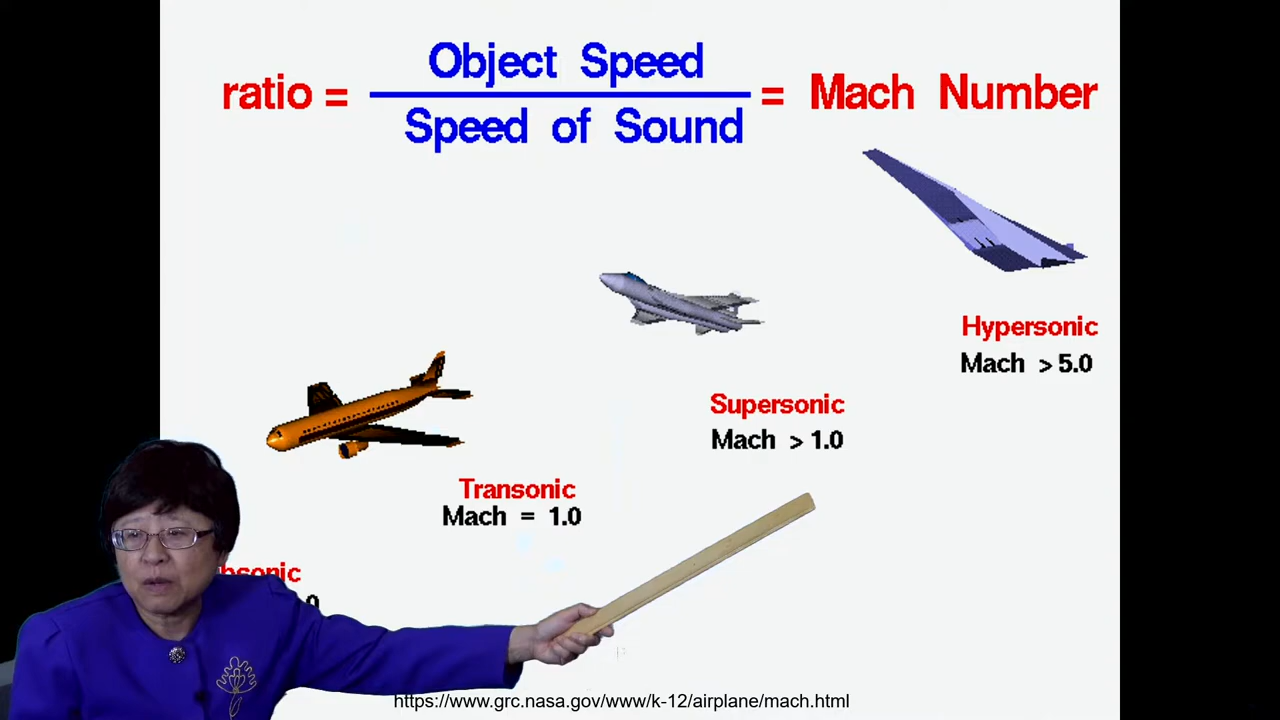 Object Speed
ratio = = Mach Number
Speed of Sound
Hypersonic
Mach > 5.0
Supersonic
Mach > 1.0
Transonic
Mach = 1.0
https://www.grc.nasa.gov/www/k-12/airplane/mach.html